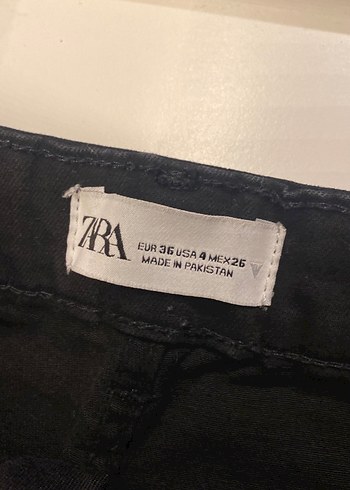 ZARA
EUR 36 USA 4 MEX 26
MADE IN PAKISTAN